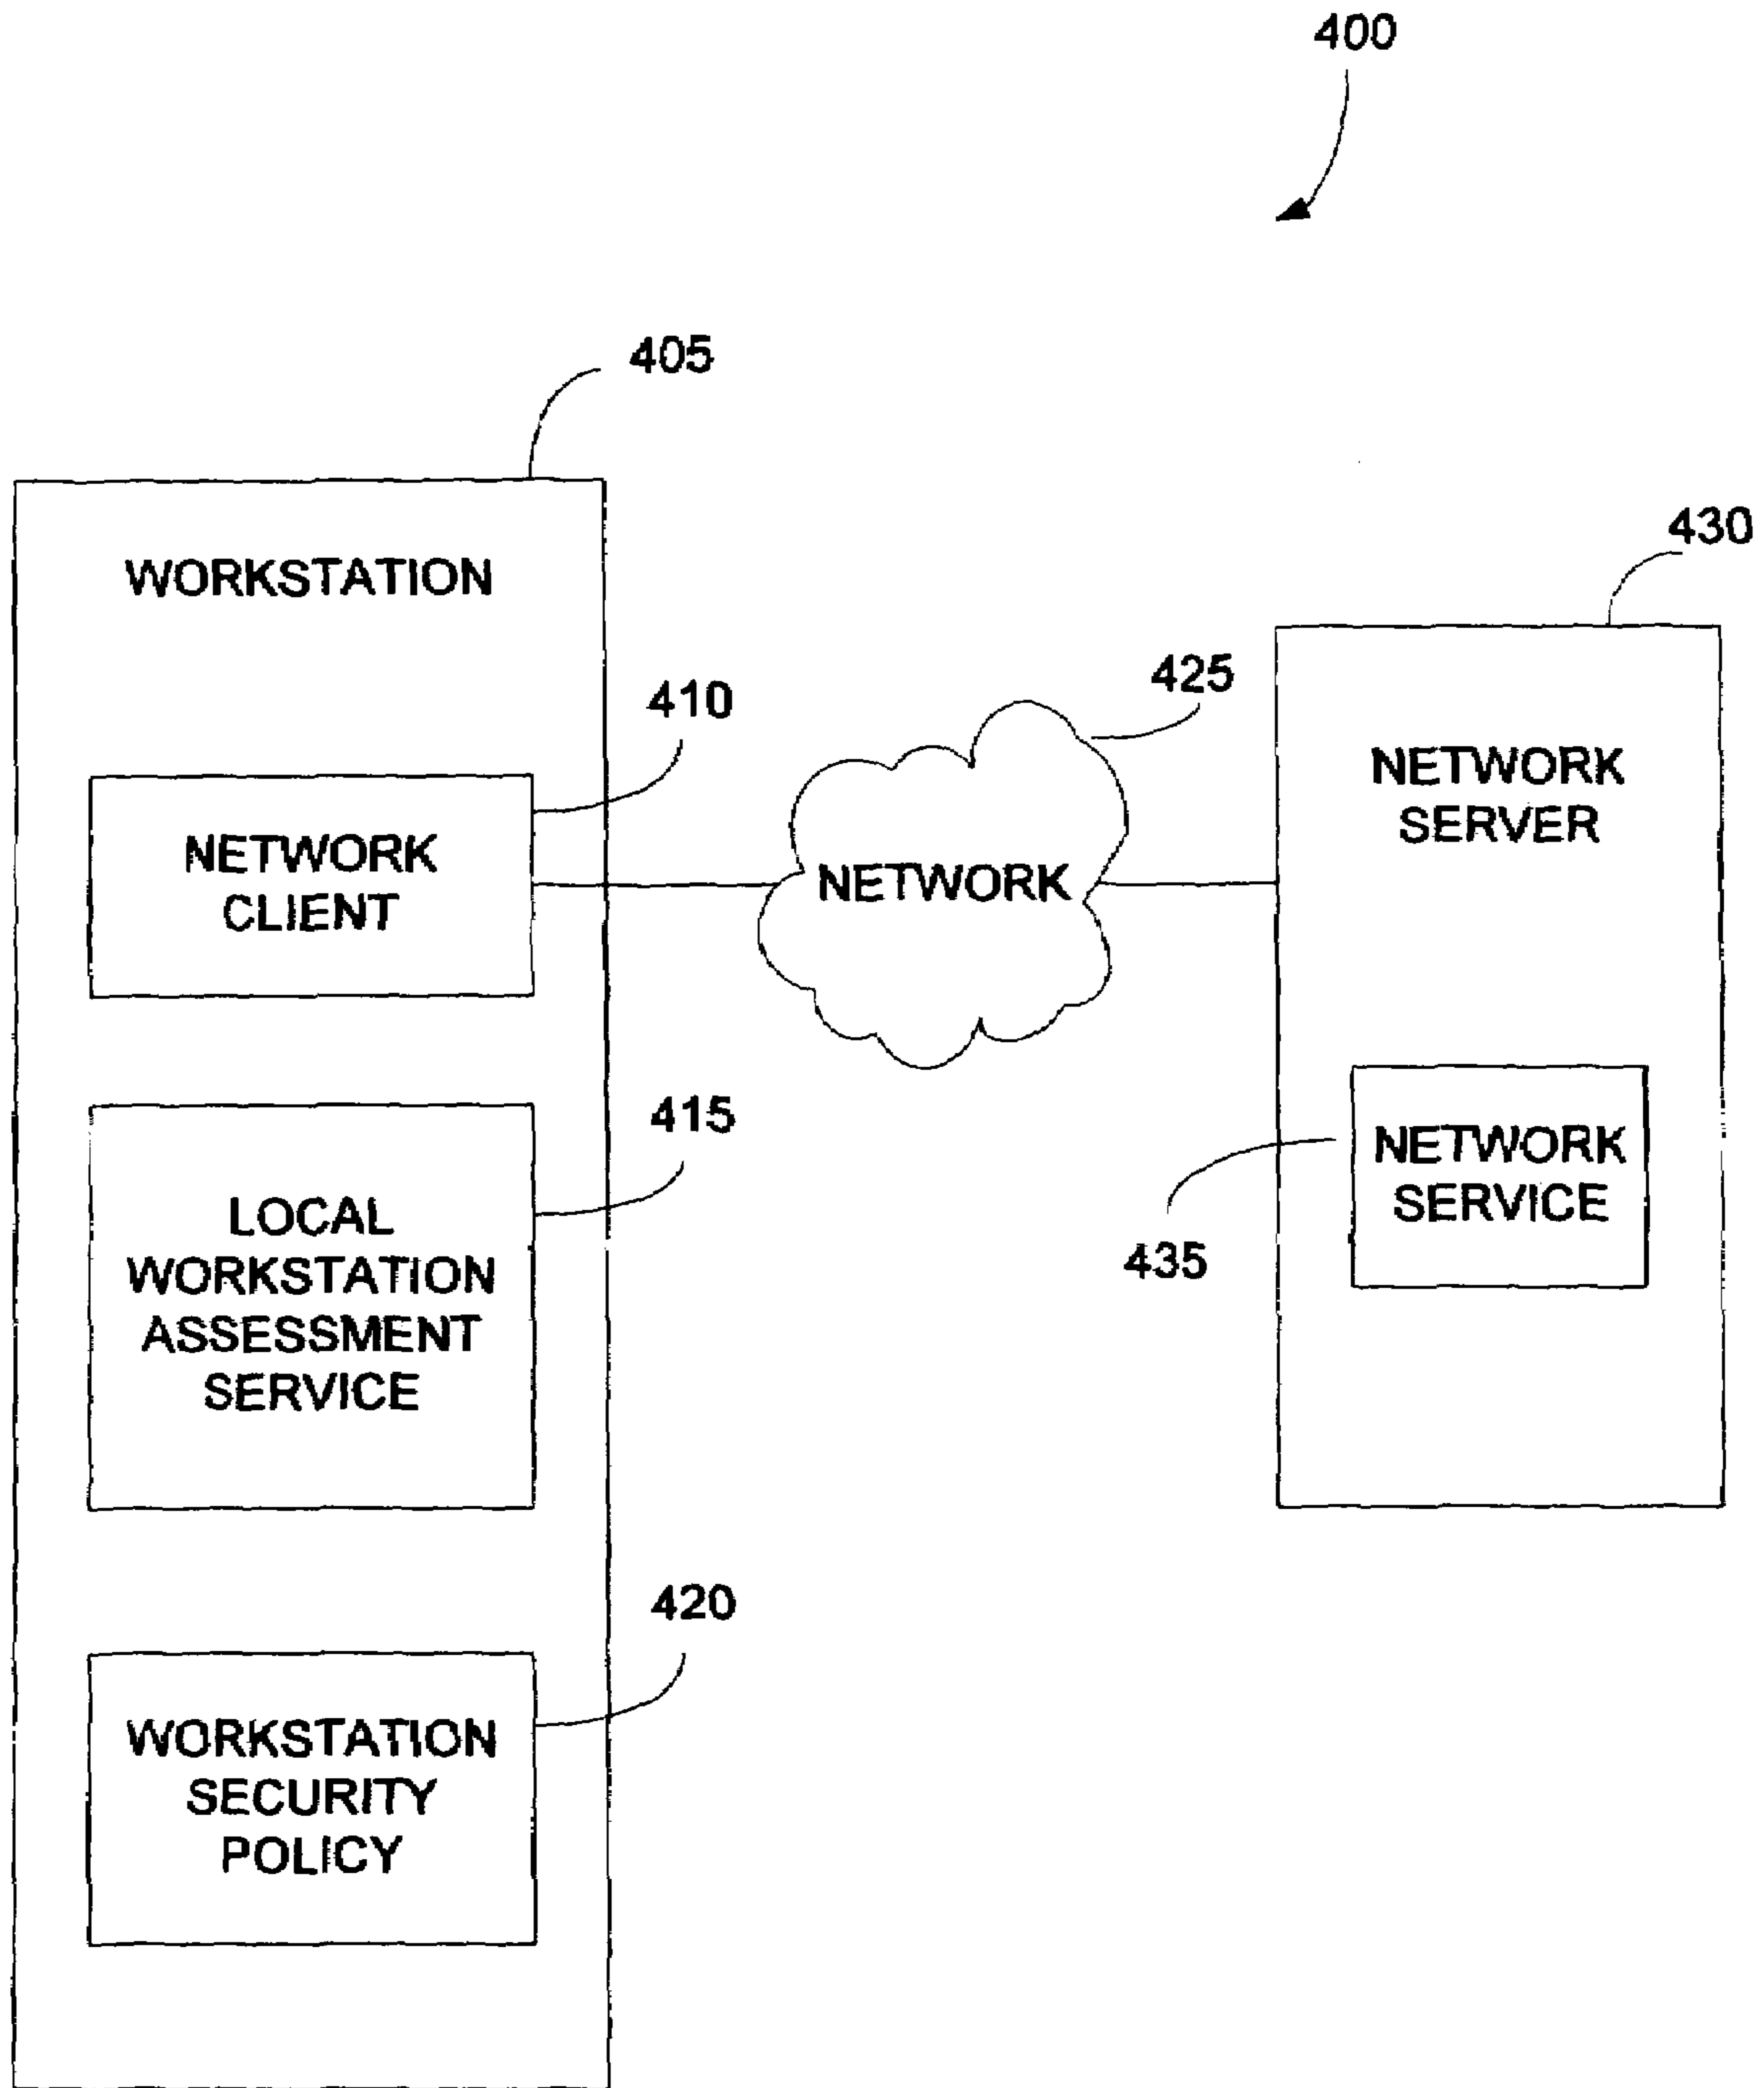 400
405
WORKSTATION
430
410
425
NETWORK
CLIENT
NETWORK
NETWORK
SERVER
415
LOCAL
WORKSTATION
ASSESSMENT
SERVICE
435
NETWORK
SERVICE
420
WORKSTATION
SECURITY
POLICY